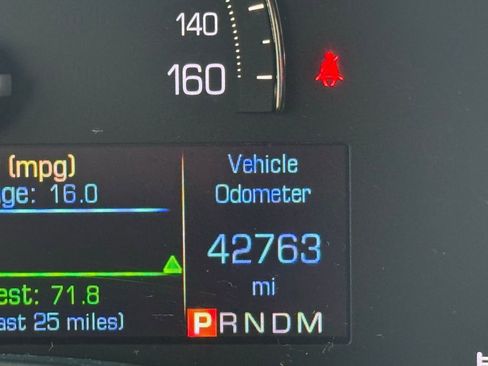 140
160
(mpg)
ge: 16.0
Vehicle
Odometer
42763
mi
est: 71.8
ast 25 miles)
PRNDM